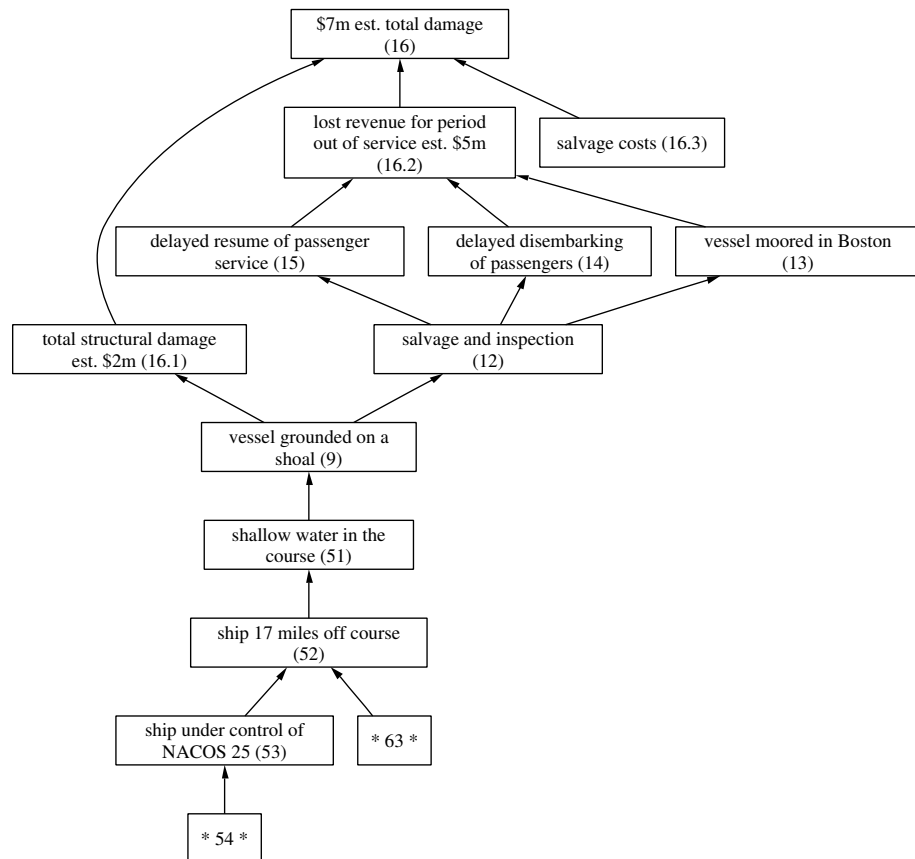 $7m est. total damage
(16)
lost revenue for period
out of service est. $5m
(16.2)
salvage costs (16.3)
delayed resume of passenger
service (15)
delayed disembarking
of passengers (14)
vessel moored in Boston
(13)
total structural damage
est. $2m (16.1)
salvage and inspection
(12)
vessel grounded on a
shoal (9)
shallow water in the
course (51)
ship 17 miles off course
(52)
ship under control of
NACOS 25 (53)
* 63 *
* 54 *